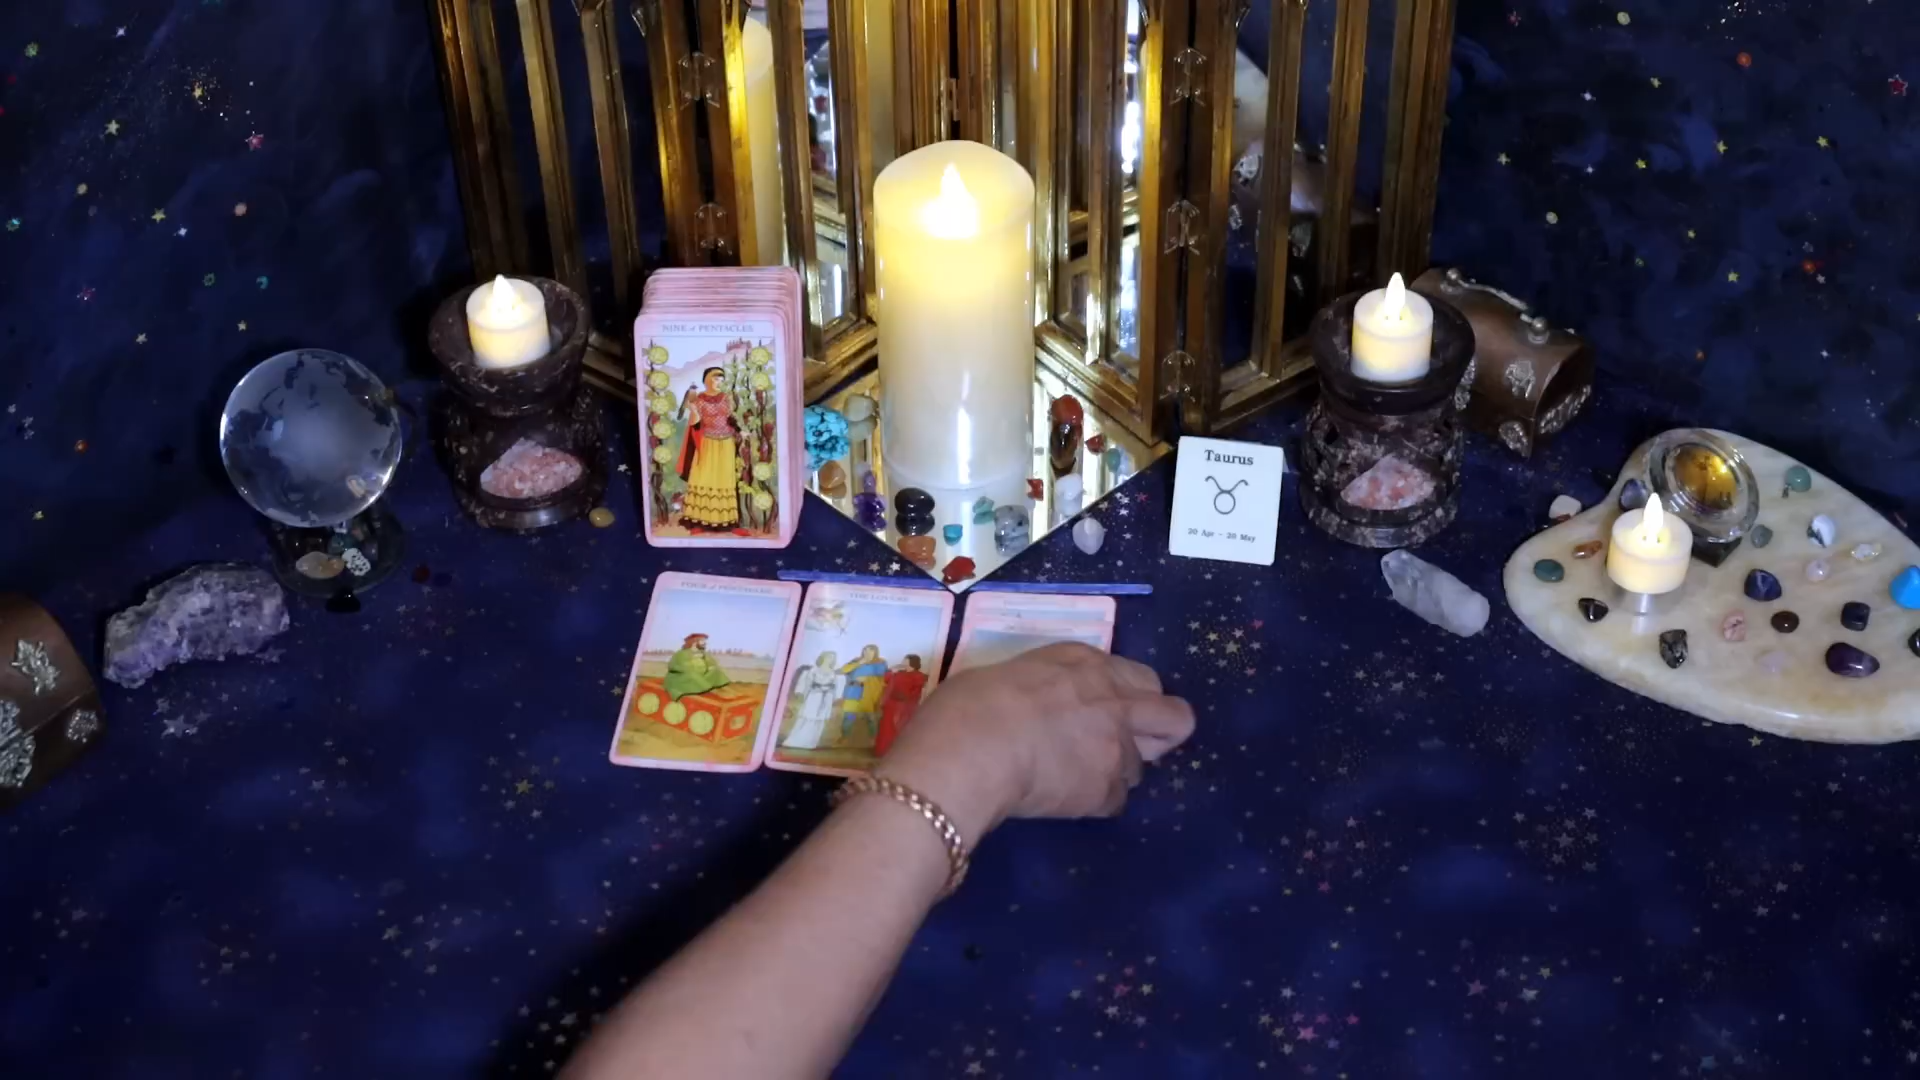 NINE of PENTACLES
Taurus
20 Apr - 20 May
FOUR of PENTACLES
THE LOVERS